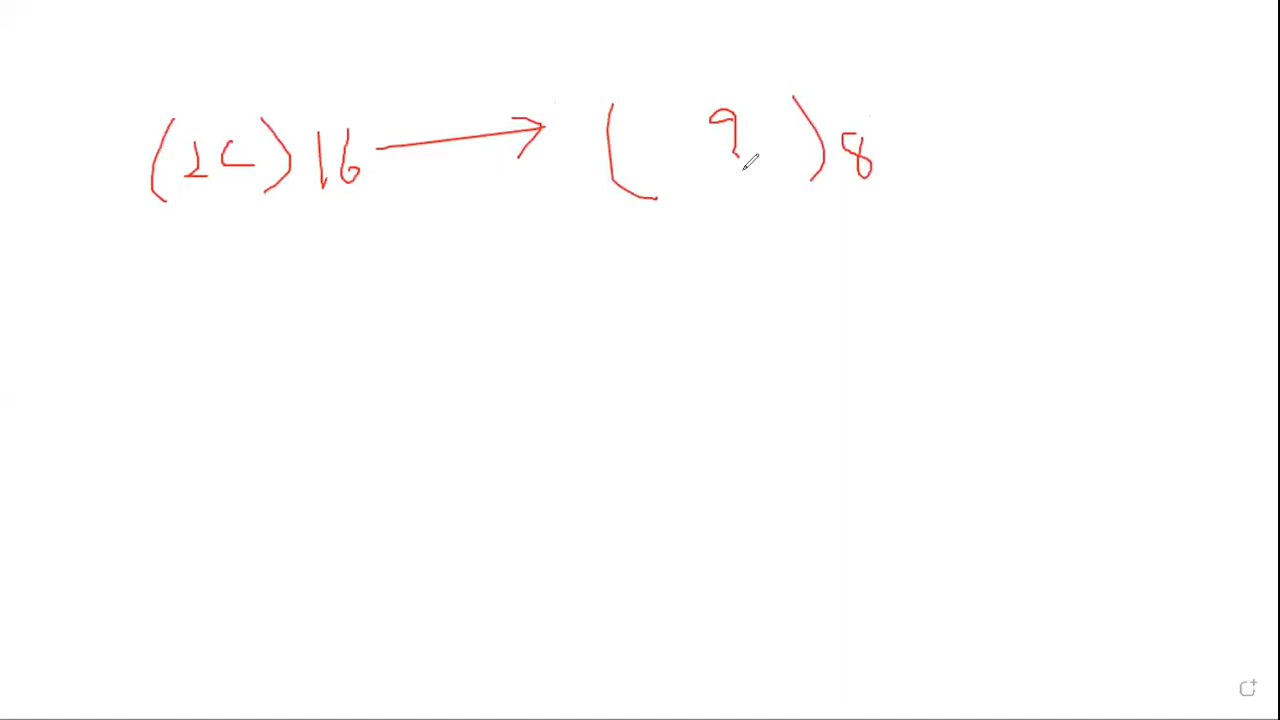 (2C)16 → ( ? )8